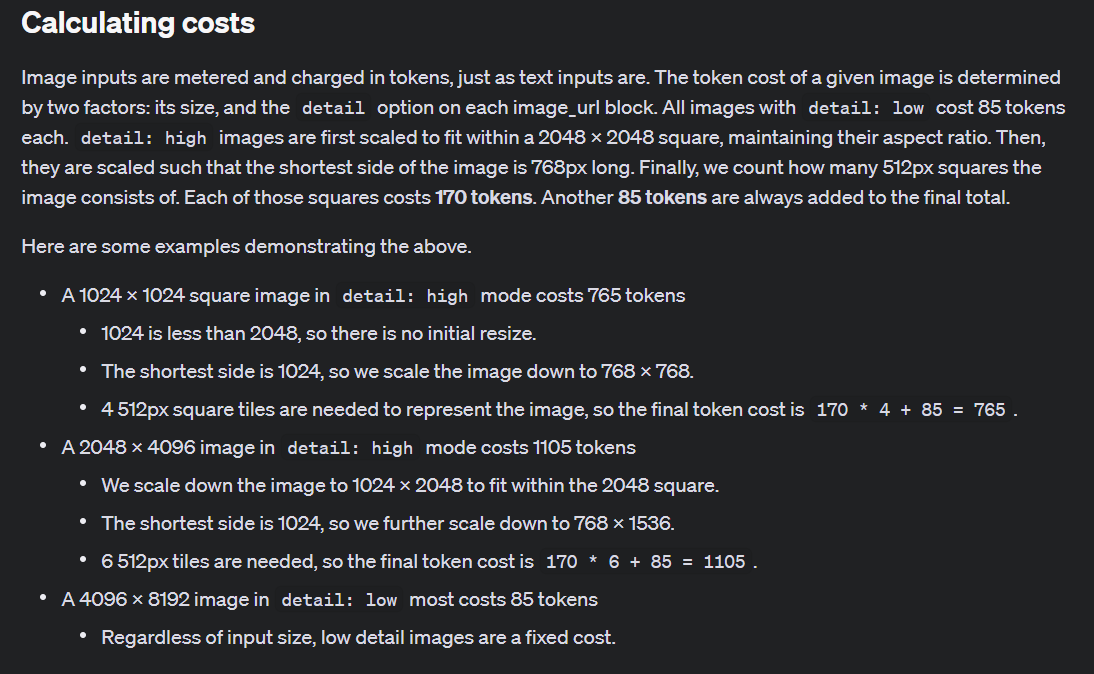 Calculating costs
Image inputs are metered and charged in tokens, just as text inputs are. The token cost of a given image is determined
by two factors: its size, and the detail option on each image_url block. All images with detail: low cost 85 tokens
each. detail: high images are first scaled to fit within a 2048 × 2048 square, maintaining their aspect ratio. Then,
they are scaled such that the shortest side of the image is 768px long. Finally, we count how many 512px squares the
image consists of. Each of those squares costs 170 tokens. Another 85 tokens are always added to the final total.
Here are some examples demonstrating the above.
• A 1024 × 1024 square image in detail: high mode costs 765 tokens
• 1024 is less than 2048, so there is no initial resize.
• The shortest side is 1024, so we scale the image down to 768 × 768.
• 4 512px square tiles are needed to represent the image, so the final token cost is 170 * 4 + 85 = 765 .
• A 2048 × 4096 image in detail: high mode costs 1105 tokens
• We scale down the image to 1024 × 2048 to fit within the 2048 square.
• The shortest side is 1024, so we further scale down to 768 × 1536.
• 6 512px tiles are needed, so the final token cost is 170 * 6 + 85 = 1105 .
• A 4096 × 8192 image in detail: low most costs 85 tokens
• Regardless of input size, low detail images are a fixed cost.